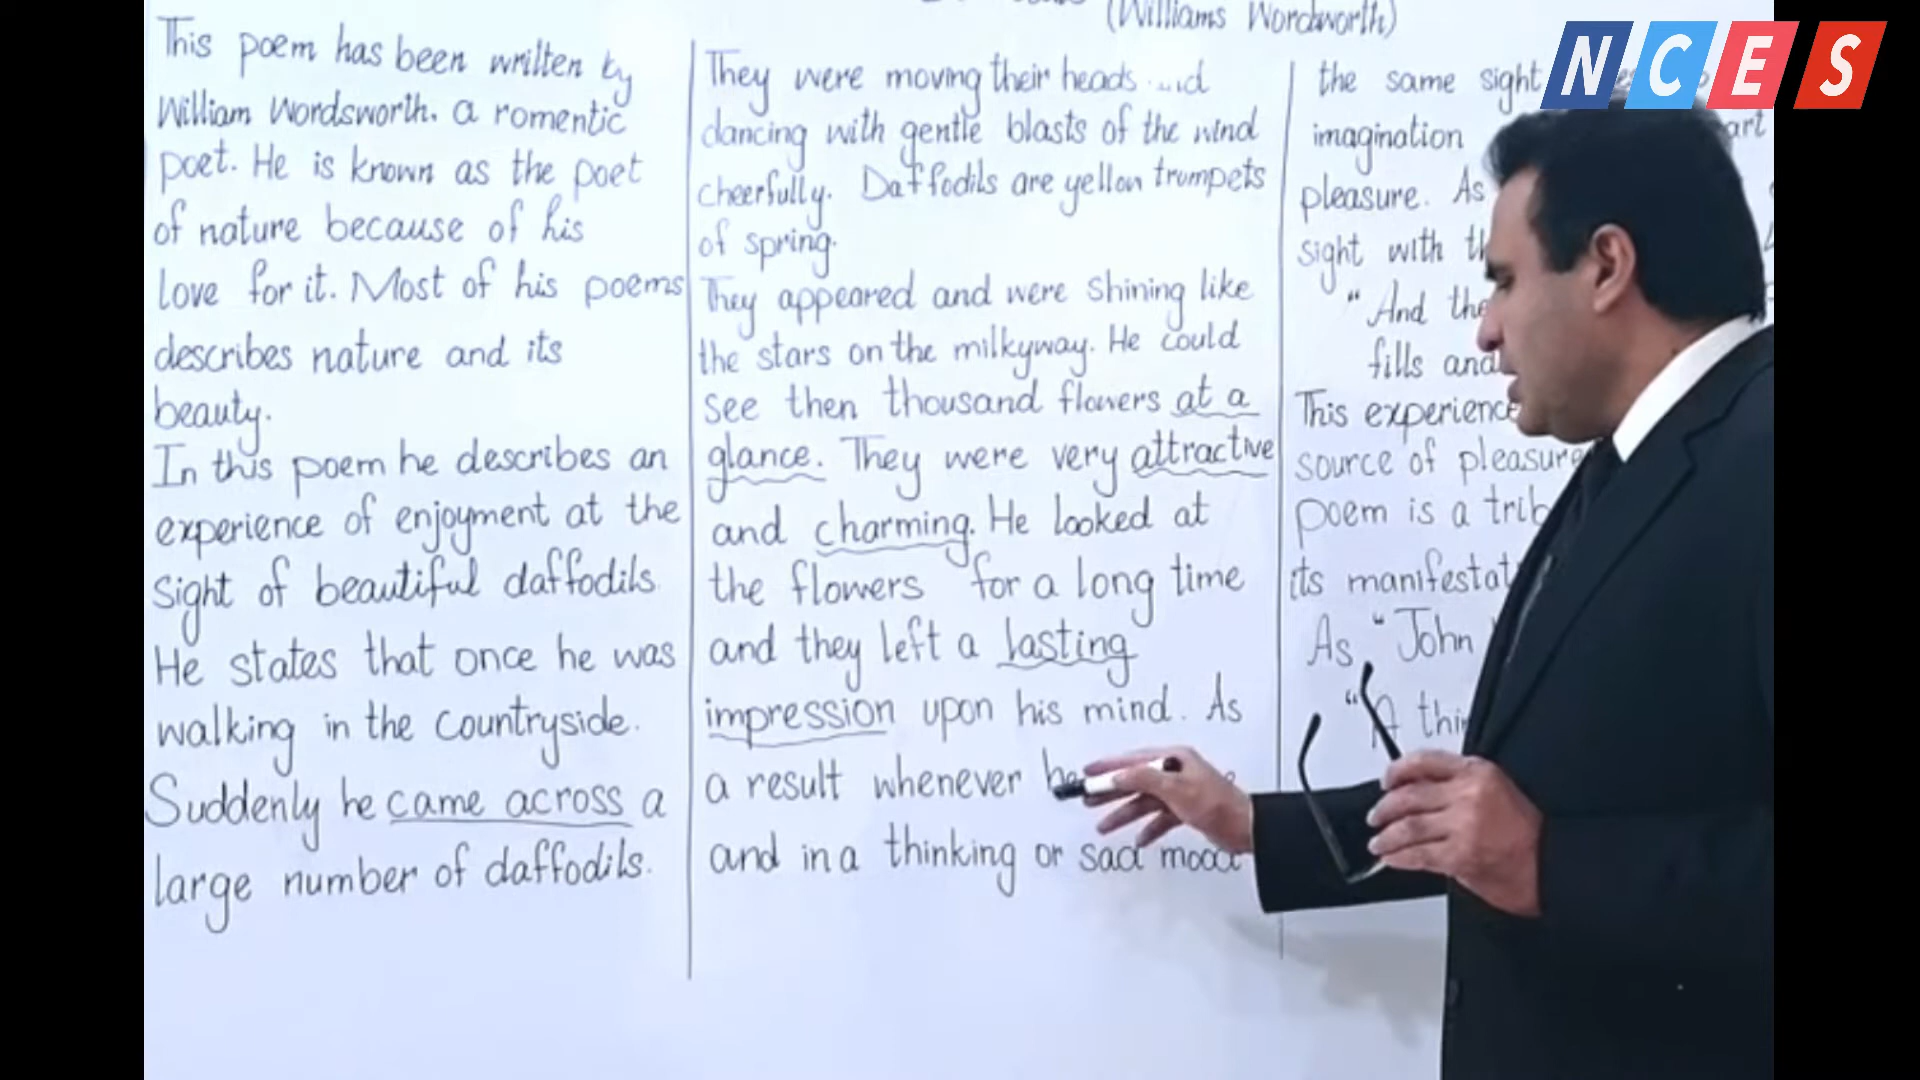 (Williams Wordworth)
NCES
This poem has been written by
William Wordsworth. a romentic
poet. He is known as the poet
of nature because of his
love for it. Most of his poems
describes nature and its
beauty.
In this poem he describes an
experience of enjoyment at the
sight of beautiful daffodils.
He states that once he was
walking in the countryside.
Suddenly he came across a
large number of daffodils.
They were moving their heads
dancing with gentle blasts of the wind
cheerfully. Daffodils are yellow trumpets
of spring.
They appeared and were shining like
the stars on the milkyway. He could
see then thousand flowers at a
glance. They were very attractive
and charming. He looked at
the flowers for a long time
and they left a lasting
impression upon his mind. As
a result whenever
and in a thinking or sad mood
the same sight
imagination
pleasure. As
sight with
"And the
fills and
This experience
source of pleasure
poem is a
its
As "John
"A